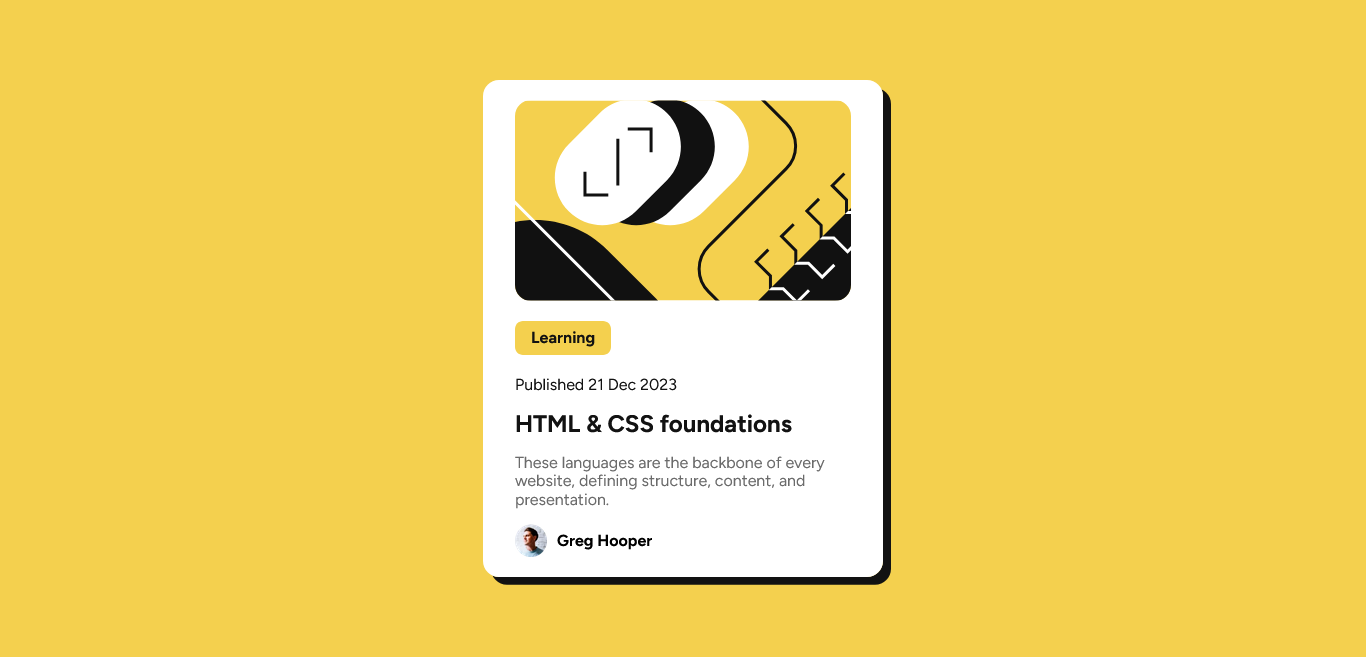 Learning
Published 21 Dec 2023
HTML & CSS foundations
These languages are the backbone of every
website, defining structure, content, and
presentation.
Greg Hooper